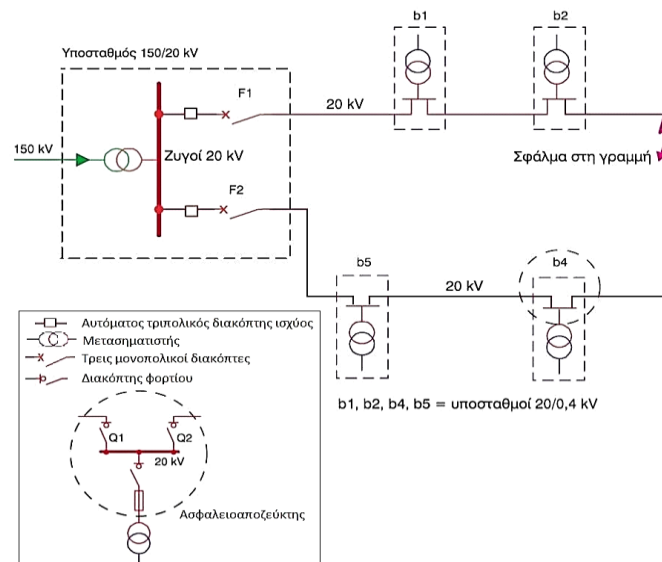 b1
b2
Υποσταθμός 150/20 kV
F1
20 kV
150 kV
Ζυγοί 20 kV
Σφάλμα στη γραμμή
F2
b5
b4
20 kV
Αυτόματος τριπολικός διακόπτης ισχύος
Μετασηματιστής
Τρεις μονοπολικοί διακόπτες
Διακόπτης φορτίου
b1, b2, b4, b5 = υποσταθμοί 20/0,4 kV
Q1
Q2
20 kV
Ασφαλειοαποζεύκτης